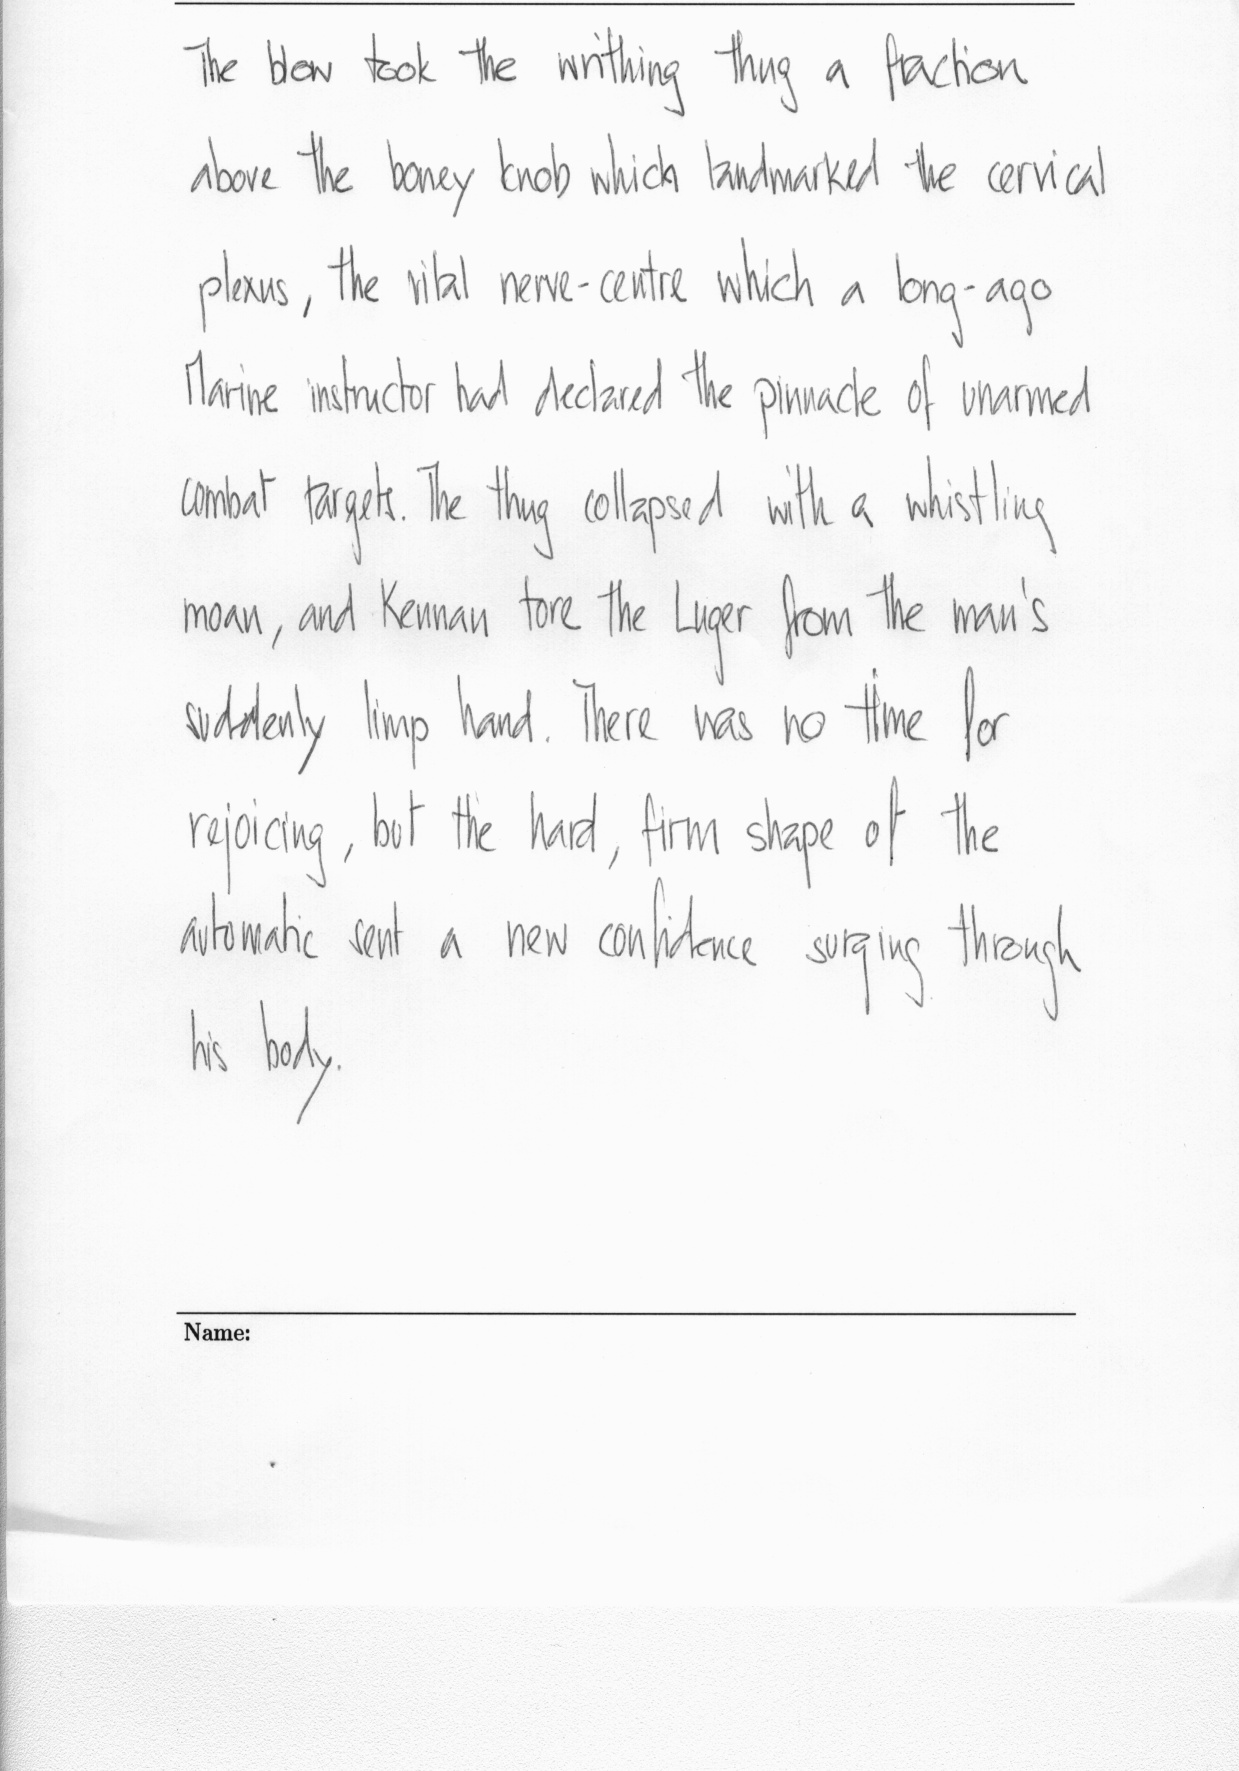 The blow took the writhing thug a fraction
above the boney knob which landmarked the cervical
plexus, the vital nerve-centre which a long-ago
Marine instructor had declared the pinnacle of unarmed
combat targets. The thug collapsed with a whistling
moan, and Kennan tore the Luger from the man's
suddenly limp hand. There was no time for
rejoicing, but the hard, firm shape of the
automatic sent a new confidence surging through
his body.
Name: